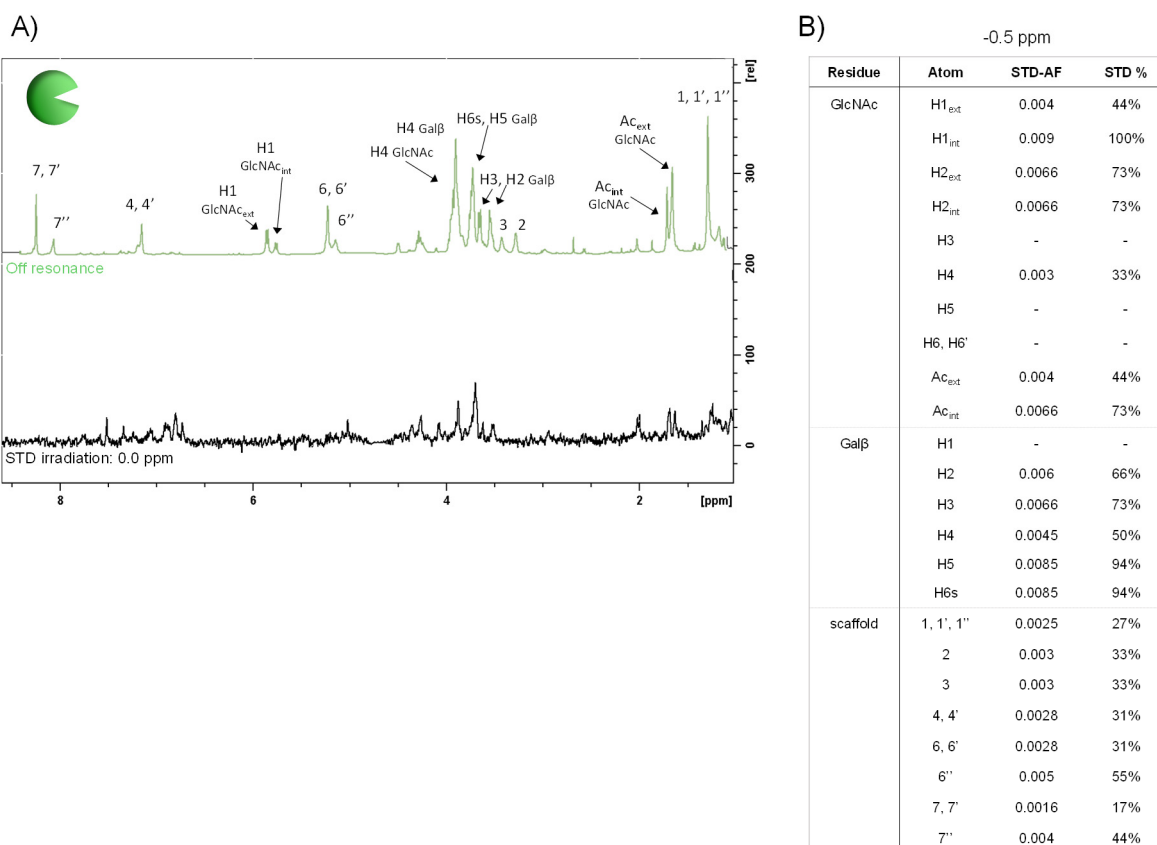 A)
[rel]
300
200
100
0
1, 1', 1''
H6s, H5 Galβ
H4 Galβ
H4 GlcNAc
Ac_ext
GlcNAc
H1
GlcNAc_int
7, 7'
4, 4'
6, 6'
H3, H2 Galβ
H1
GlcNAc_ext
Ac_int
GlcNAc
7''
6''
3
2
Off resonance
STD irradiation: 0.0 ppm
8
6
4
2
[ppm]
B)
-0.5 ppm
Residue Atom STD-AF STD %
GlcNAc H1_ext 0.004 44%
H1_int 0.009 100%
H2_ext 0.0066 73%
H2_int 0.0066 73%
H3 - -
H4 0.003 33%
H5 - -
H6, H6' - -
Ac_ext 0.004 44%
Ac_int 0.0066 73%
Galβ H1 - -
H2 0.006 66%
H3 0.0066 73%
H4 0.0045 50%
H5 0.0085 94%
H6s 0.0085 94%
scaffold 1, 1', 1'' 0.0025 27%
2 0.003 33%
3 0.003 33%
4, 4' 0.0028 31%
6, 6' 0.0028 31%
6'' 0.005 55%
7, 7' 0.0016 17%
7'' 0.004 44%